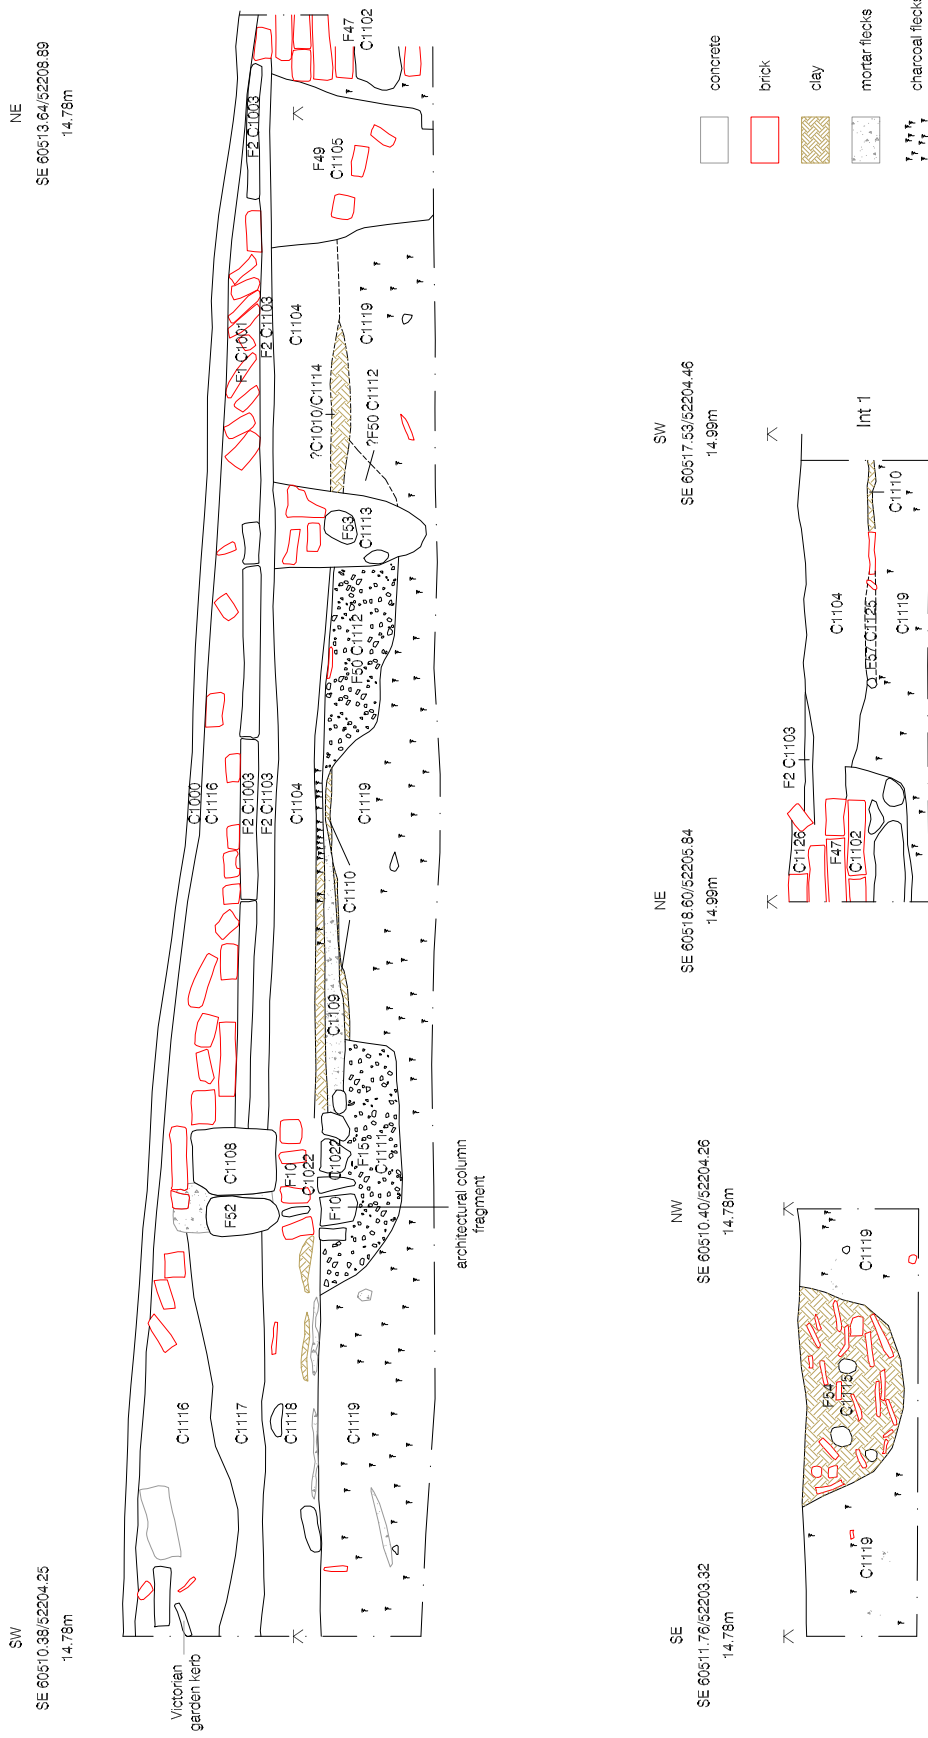 SW
SE 60510.38/52204.25
14.78m
NE
SE 60513.64/52208.89
14.78m
Victorian
garden kerb
C1116
C1117
C1118
C1119
F52
C1108
F10
C1022
F10
C1022
F15
C1111
architectural column
fragment
C1109
C1110
C1000
C1116
F2 C1003
F2 C1103
C1104
C1119
F50 C1112
F53
C1113
?F50 C1112
?C1010/C1114
F1 C1001
F2 C1103
C1104
C1119
F2 C1003
F49
C1105
F47
C1102
SE
SE 60511.76/52203.32
14.78m
NW
SE 60510.40/52204.26
14.78m
C1119
F54
C1115
C1119
NE
SE 60518.60/52205.84
14.99m
SW
SE 60517.53/52204.46
14.99m
C1126
F47
C1102
F2 C1103
C1104
F57 C1125
C1119
C1110
Int 1
concrete
brick
clay
mortar flecks
charcoal flecks